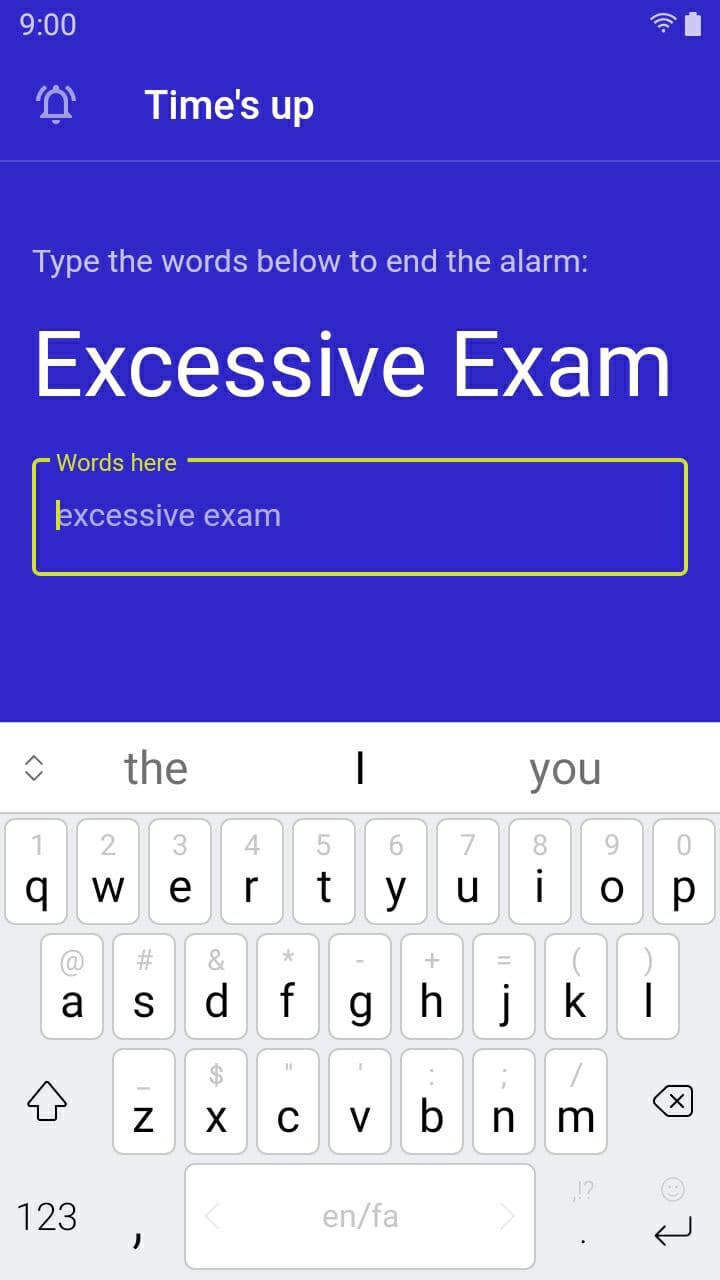 9:00
Time's up
Type the words below to end the alarm:
Excessive Exam
Words here
excessive exam
the I you
1 2 3 4 5 6 7 8 9 0
q w e r t y u i o p
@ # & * - + = ( )
a s d f g h j k l
_ $ " ' : ; /
z x c v b n m
,!?
123 , en/fa .